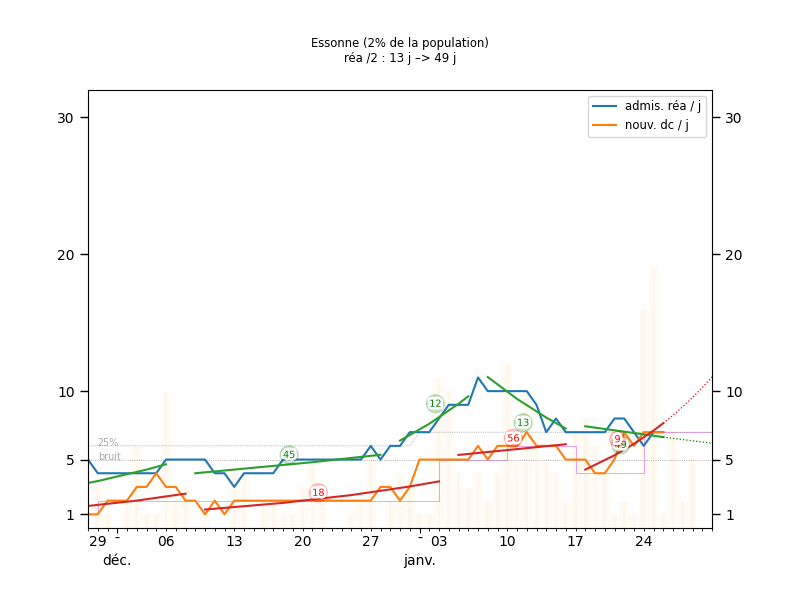 Essonne (2% de la population)
réa /2 : 13 j –> 49 j
admis. réa / j
nouv. dc / j
30 30
20 20
10 10
5 5
1 1
25%
bruit
45
18
12
13
56
9
29 - 06 13 20 27 - 03 10 17 24
déc. janv.